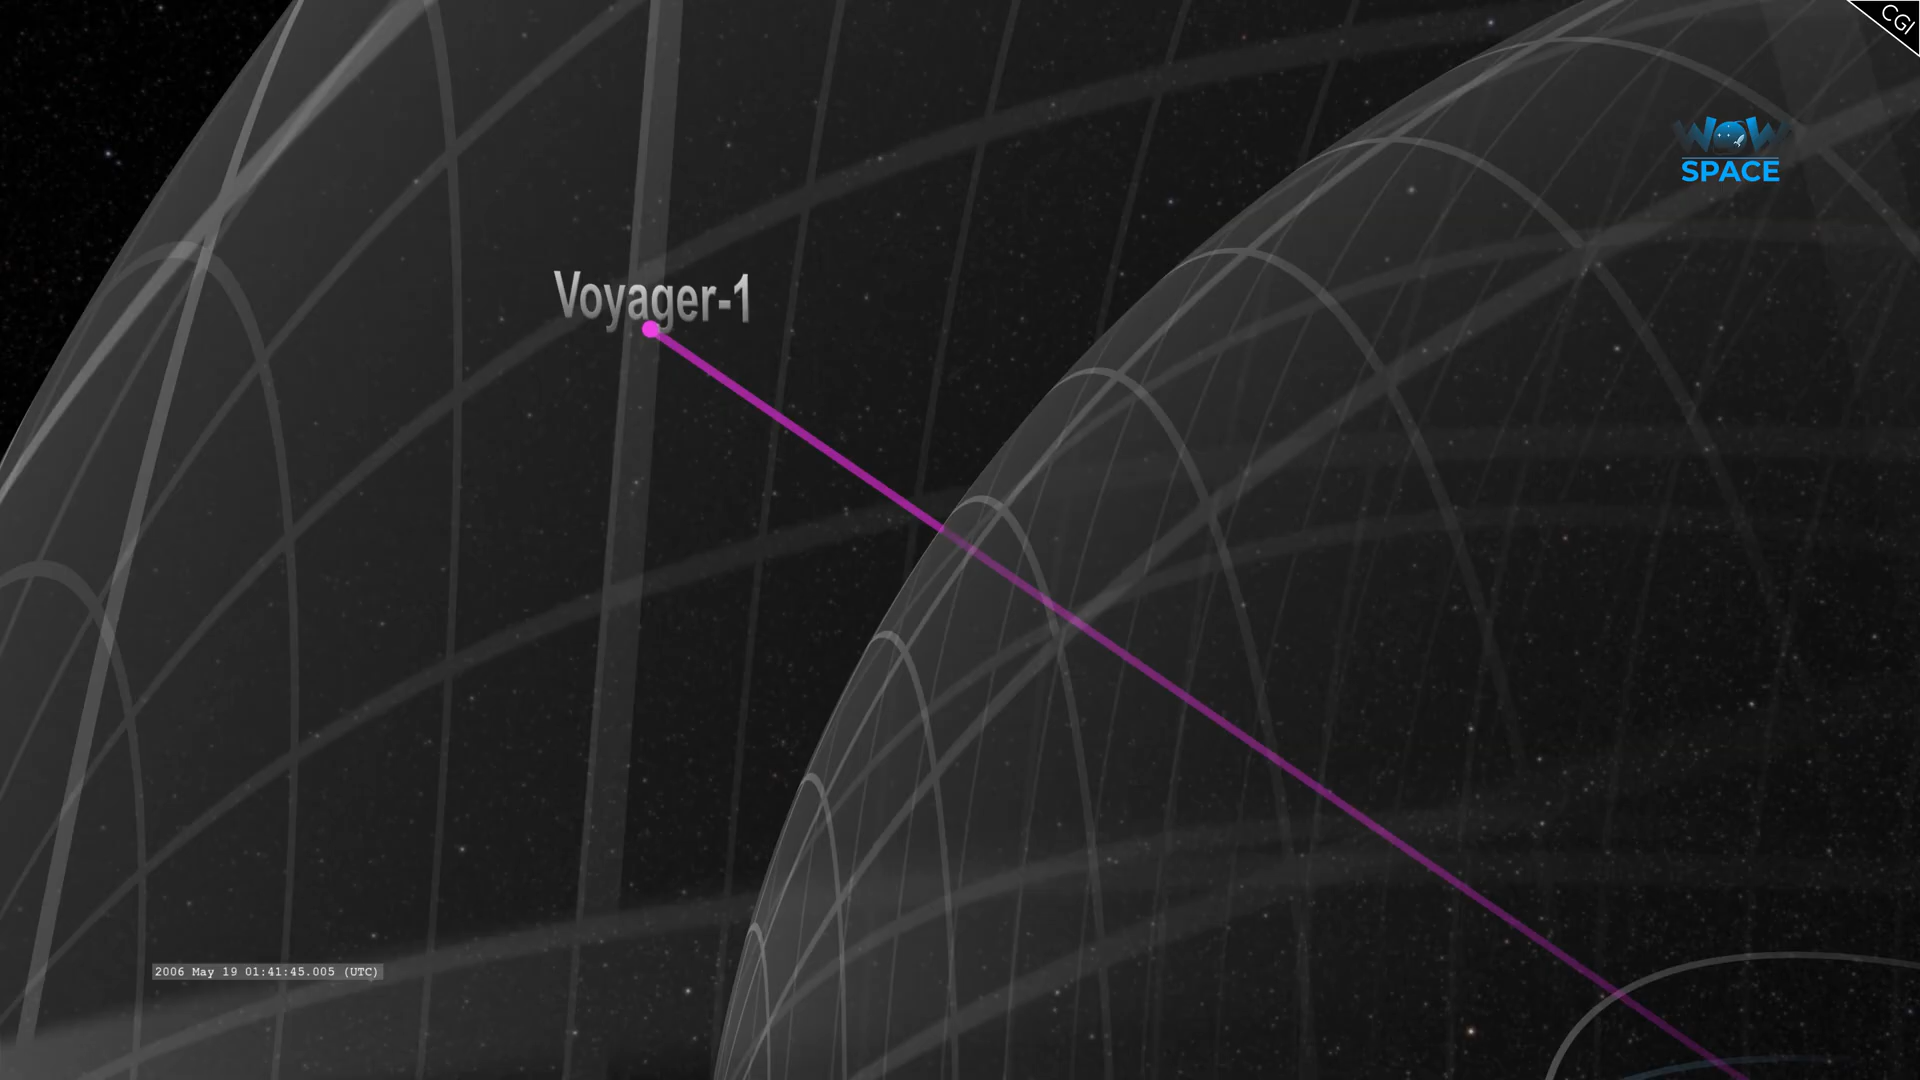 CGI
WOW
SPACE
Voyager-1
2006 May 19 01:41:45.005 (UTC)